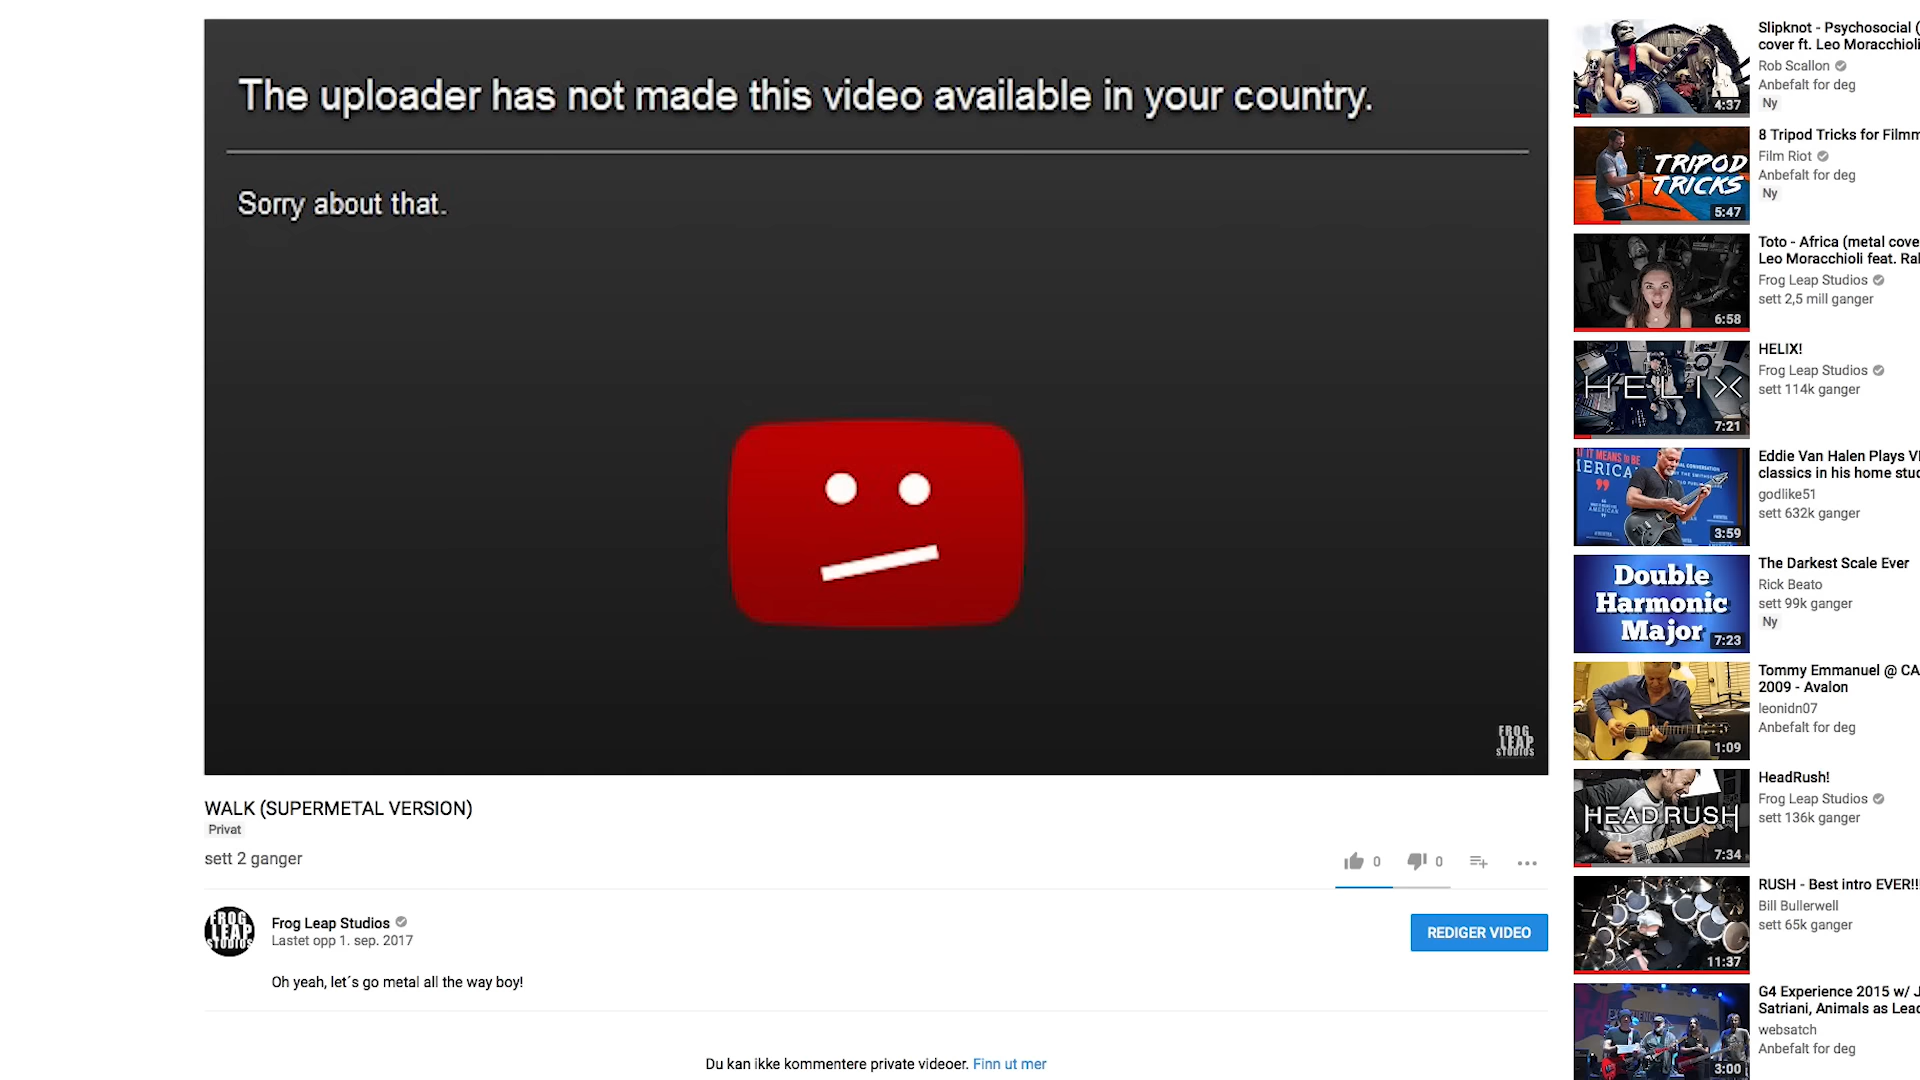 The uploader has not made this video available in your country.
Sorry about that.
FROG
LEAP
STUDIOS
WALK (SUPERMETAL VERSION)
Privat
sett 2 ganger
0
0
FROG
LEAP
STUDIOS
Frog Leap Studios
Lastet opp 1. sep. 2017
REDIGER VIDEO
Oh yeah, let´s go metal all the way boy!
Du kan ikke kommentere private videoer. Finn ut mer
4:37
Slipknot - Psychosocial (
cover ft. Leo Moracchioli
Rob Scallon
Anbefalt for deg
Ny
TRIPOD
TRICKS
5:47
8 Tripod Tricks for Filmm
Film Riot
Anbefalt for deg
Ny
6:58
Toto - Africa (metal cove
Leo Moracchioli feat. Ral
Frog Leap Studios
sett 2,5 mill ganger
HELIX
7:21
HELIX!
Frog Leap Studios
sett 114k ganger
IT MEANS to BE
MERICA
99
3:59
Eddie Van Halen Plays V
classics in his home stud
godlike51
sett 632k ganger
Double
Harmonic
Major
7:23
The Darkest Scale Ever
Rick Beato
sett 99k ganger
Ny
1:09
Tommy Emmanuel @ CA
2009 - Avalon
leonidn07
Anbefalt for deg
HEADRUSH
7:34
HeadRush!
Frog Leap Studios
sett 136k ganger
11:37
RUSH - Best intro EVER!!!
Bill Bullerwell
sett 65k ganger
3:00
G4 Experience 2015 w/ J
Satriani, Animals as Lead
websatch
Anbefalt for deg